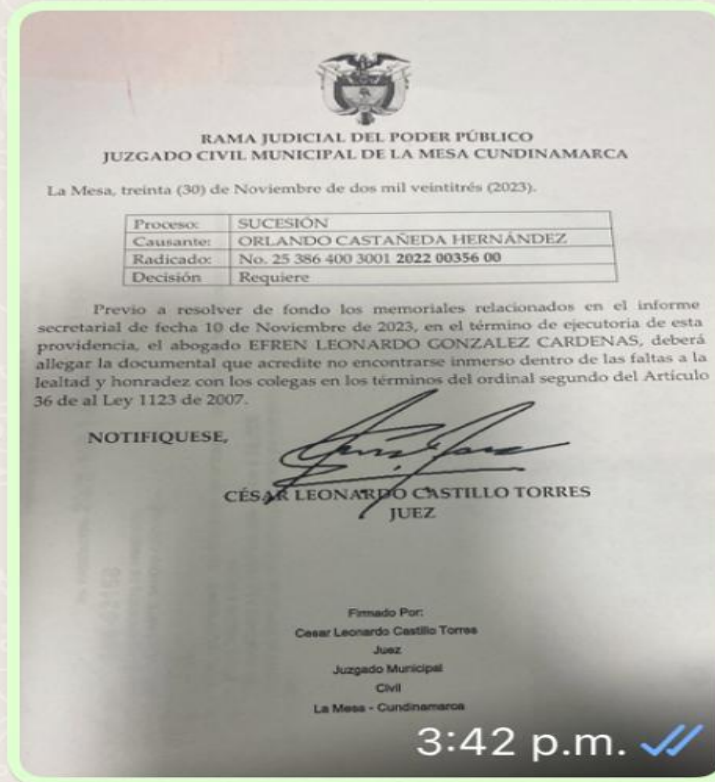 RAMA JUDICIAL DEL PODER PÚBLICO
JUZGADO CIVIL MUNICIPAL DE LA MESA CUNDINAMARCA
La Mesa, treinta (30) de Noviembre de dos mil veintitrés (2023).
Proceso: SUCESIÓN
Causante: ORLANDO CASTAÑEDA HERNÁNDEZ
Radicado: No. 25 386 400 3001 2022 00356 00
Decisión Requiere
Previo a resolver de fondo los memoriales relacionados en el informe
secretarial de fecha 10 de Noviembre de 2023, en el término de ejecutoria de esta
providencia, el abogado EFREN LEONARDO GONZALEZ CARDENAS, deberá
allegar la documental que acredite no encontrarse inmerso dentro de las faltas a la
lealtad y honradez con los colegas en los términos del ordinal segundo del Artículo
36 de al Ley 1123 de 2007.
NOTIFIQUESE,
CÉSAR LEONARDO CASTILLO TORRES
JUEZ
Firmado Por:
Cesar Leonardo Castillo Torres
Juez
Juzgado Municipal
Civil
La Mesa - Cundinamarca
3:42 p.m.